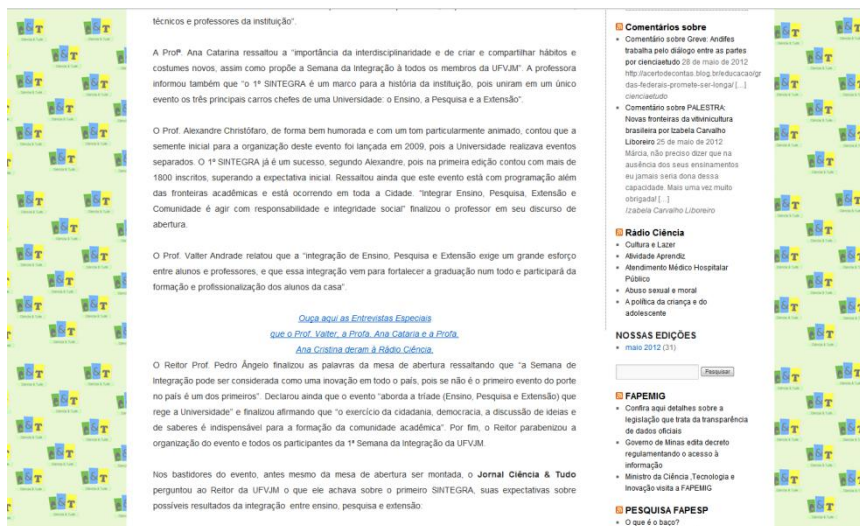 técnicos e professores da instituição".
A Profª. Ana Catarina ressaltou a "importância da interdisciplinaridade e de criar e compartilhar hábitos e
costumes novos, assim como propõe a Semana da Integração à todos os membros da UFVJM". A professora
informou também que "o 1ª SINTEGRA é um marco para a história da instituição, pois uniram em um único
evento os três principais carros chefes de uma Universidade: o Ensino, a Pesquisa e a Extensão".
O Prof. Alexandre Christófaro, de forma bem humorada e com um tom particularmente animado, contou que a
semente inicial para a organização deste evento foi lançada em 2009, pois a Universidade realizava eventos
separados. O 1ª SINTEGRA já é um sucesso, segundo Alexandre, pois na primeira edição contou com mais de
1800 inscritos, superando a expectativa inicial. Ressaltou ainda que este evento está com programação além
das fronteiras acadêmicas e está ocorrendo em toda a Cidade. "Integrar Ensino, Pesquisa, Extensão e
Comunidade é agir com responsabilidade e integridade social" finalizou o professor em seu discurso de
abertura.
O Prof. Valter Andrade relatou que a "integração de Ensino, Pesquisa e Extensão exige um grande esforço
entre alunos e professores, e que essa integração vem para fortalecer a graduação num todo e participará da
formação e profissionalização dos alunos da casa".
Ouça aqui as Entrevistas Especiais
que o Prof. Valter, a Profa. Ana Cataria e a Profa.
Ana Cristina deram à Rádio Ciência.
O Reitor Prof. Pedro Ângelo finalizou as palavras da mesa de abertura ressaltando que "a Semana de
Integração pode ser considerada como uma inovação em todo o país, pois se não é o primeiro evento do porte
no país é um dos primeiros". Declarou ainda que o evento "aborda a tríade (Ensino, Pesquisa e Extensão) que
rege a Universidade" e finalizou afirmando que "o exercício da cidadania, democracia, a discussão de ideias e
de saberes é indispensável para a formação da comunidade acadêmica". Por fim, o Reitor parabenizou a
organização do evento e todos os participantes da 1ª Semana da Integração da UFVJM.
Nos bastidores do evento, antes mesmo da mesa de abertura ser montada, o Jornal Ciência & Tudo
perguntou ao Reitor da UFVJM o que ele achava sobre o primeiro SINTEGRA, suas expectativas sobre
possíveis resultados da integração entre ensino, pesquisa e extensão:
Comentários sobre
Comentário sobre Greve: Andifes
trabalha pelo diálogo entre as partes
por cienciaetudo 28 de maio de 2012
http://acertodecontas.blog.br/educacao/gr
das-federais-promete-ser-longa/ [...]
cienciaetudo
Comentário sobre PALESTRA:
Novas fronteiras da vitivinicultura
brasileira por Izabela Carvalho
Liboreiro 25 de maio de 2012
Márcia, não preciso dizer que na
ausência dos seus ensinamentos
eu jamais seria dona dessa
capacidade. Mais uma vez muito
obrigada! [...]
Izabela Carvalho Liboreiro
Rádio Ciência
Cultura e Lazer
Atividade Aprendiz
Atendimento Médico Hospitalar
Público
Abuso sexual e moral
A política da criança e do
adolescente
NOSSAS EDIÇÕES
maio 2012 (31)
Pesquisar
FAPEMIG
Confira aqui detalhes sobre a
legislação que trata da transparência
de dados oficiais
Governo de Minas edita decreto
regulamentando o acesso à
informação
Ministro da Ciência ,Tecnologia e
Inovação visita a FAPEMIG
PESQUISA FAPESP
O que é o baço?